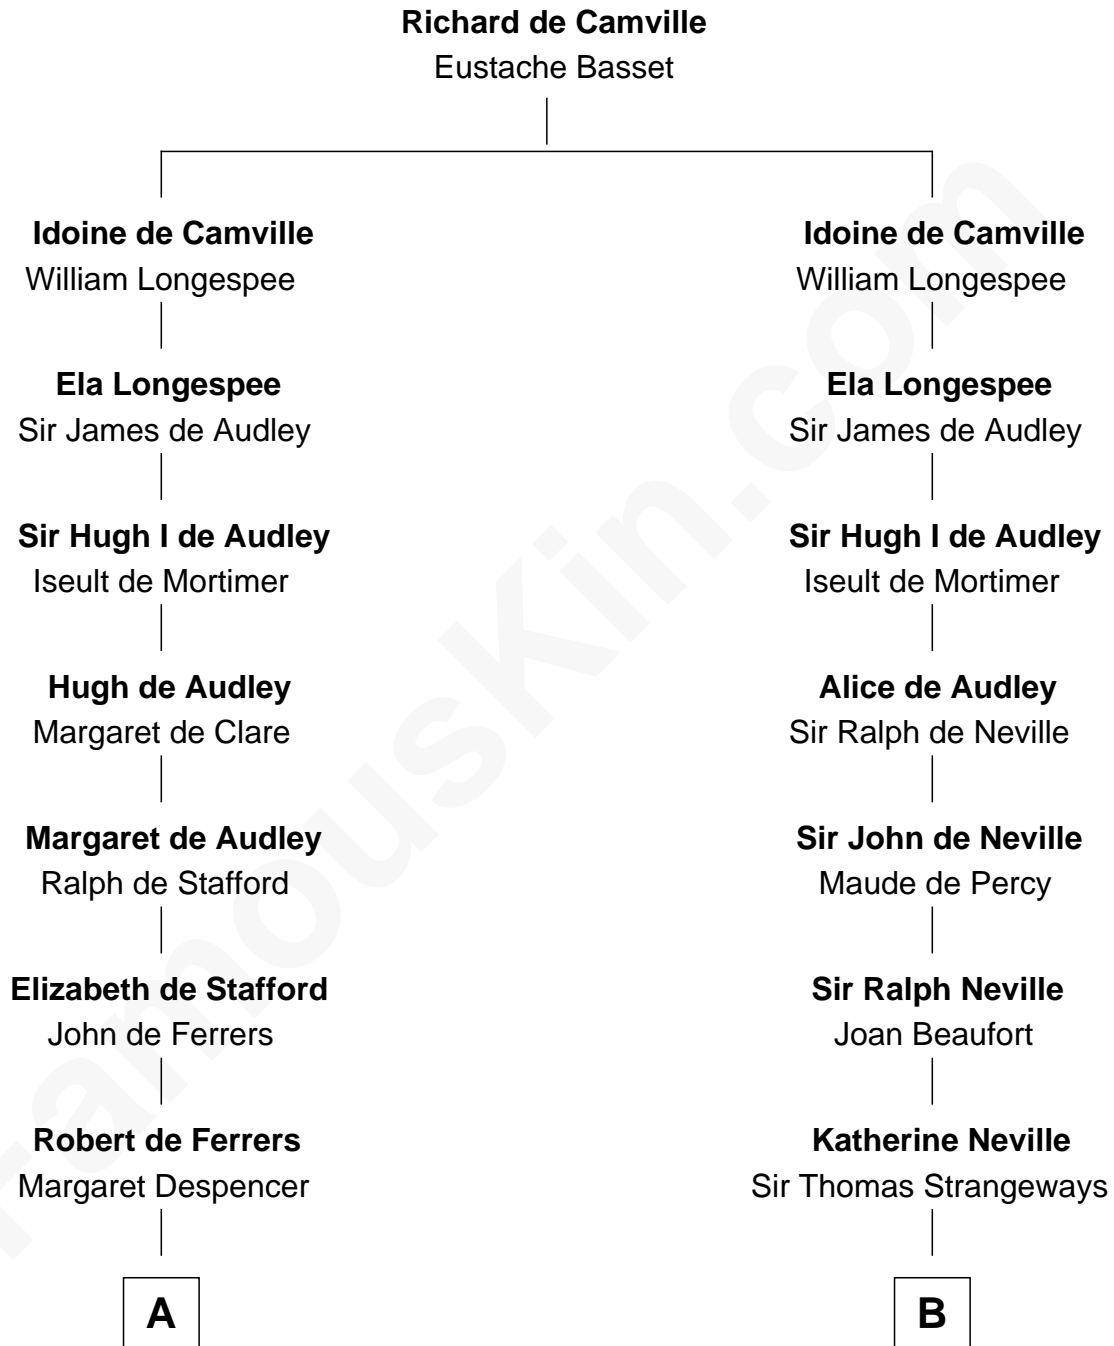 Richard de Camville
Eustache Basset
Idoine de Camville
William Longespee
Ela Longespee
Sir James de Audley
Sir Hugh I de Audley
Iseult de Mortimer
Hugh de Audley
Margaret de Clare
Margaret de Audley
Ralph de Stafford
Elizabeth de Stafford
John de Ferrers
Robert de Ferrers
Margaret Despencer
A
Idoine de Camville
William Longespee
Ela Longespee
Sir James de Audley
Sir Hugh I de Audley
Iseult de Mortimer
Alice de Audley
Sir Ralph de Neville
Sir John de Neville
Maude de Percy
Sir Ralph Neville
Joan Beaufort
Katherine Neville
Sir Thomas Strangeways
B
FamousKin.com